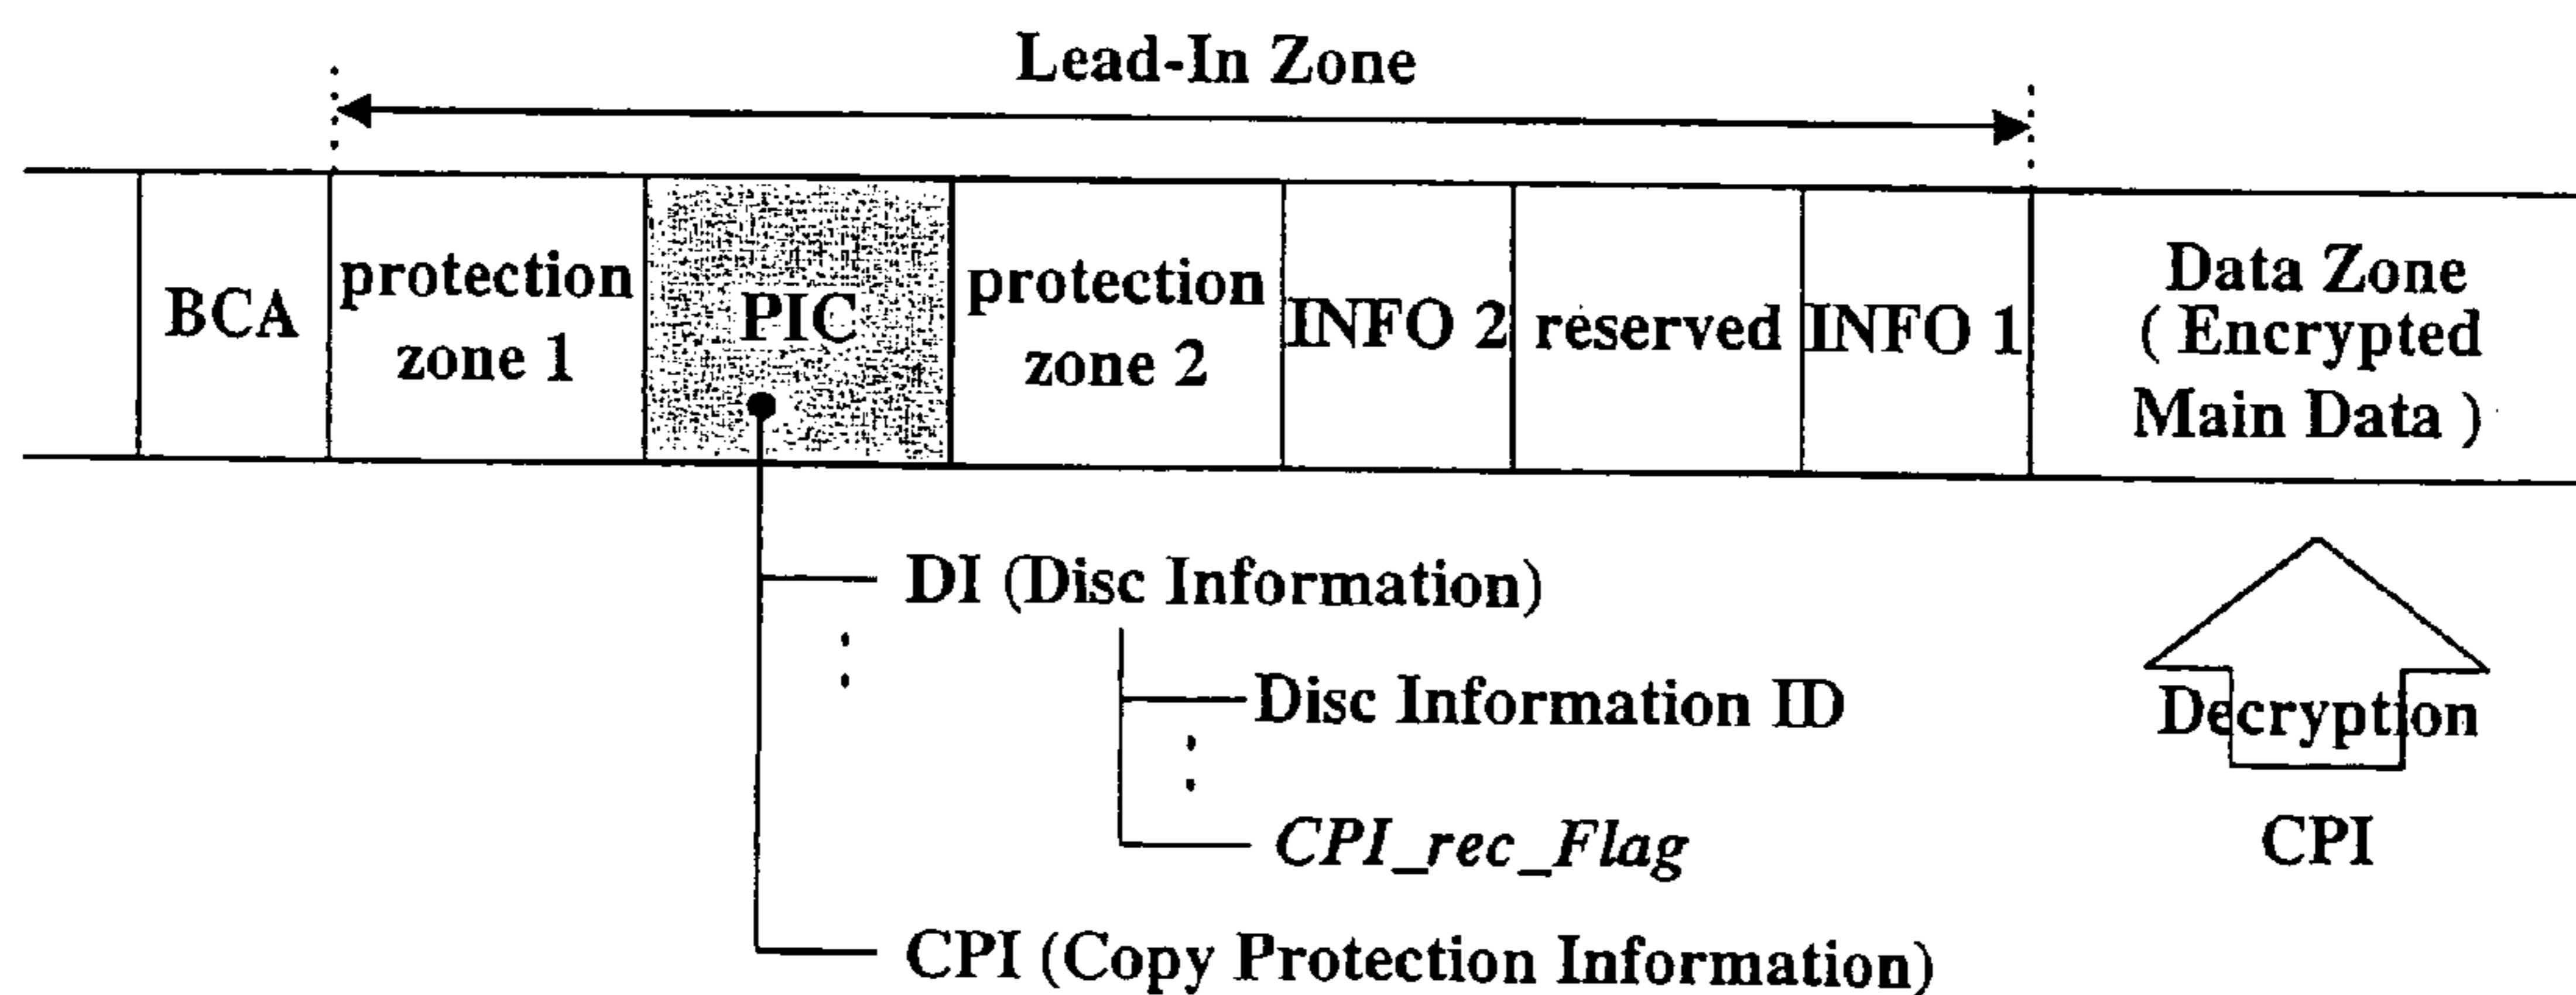 Lead-In Zone
BCA
protection
zone 1
PIC
protection
zone 2
INFO 2
reserved
INFO 1
Data Zone
( Encrypted
Main Data )
DI (Disc Information)
Disc Information ID
CPI_rec_Flag
CPI (Copy Protection Information)
Decryption
CPI